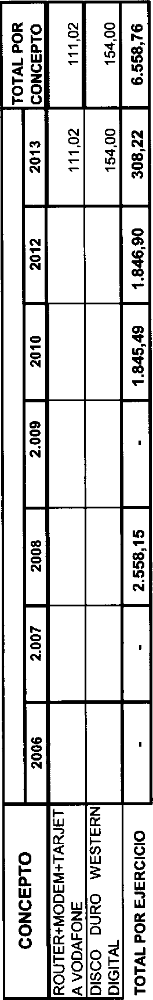 TOTAL POR
CONCEPTO
CONCEPTO 2006 2.007 2008 2.009 2010 2012 2013
ROUTER+MODEM+TARJET
A VODAFONE 111,02 111,02
DISCO DURO WESTERN
DIGITAL 154,00 154,00
TOTAL POR EJERCICIO - - 2.558,15 - 1.845,49 1.846,90 308,22 6.558,76